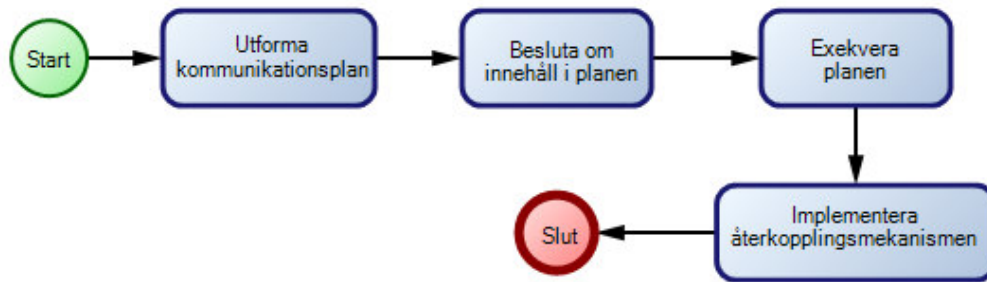 Start
Utforma
kommunikationsplan
Besluta om
innehåll i planen
Exekvera
planen
Implementera
återkopplingsmekanismen
Slut